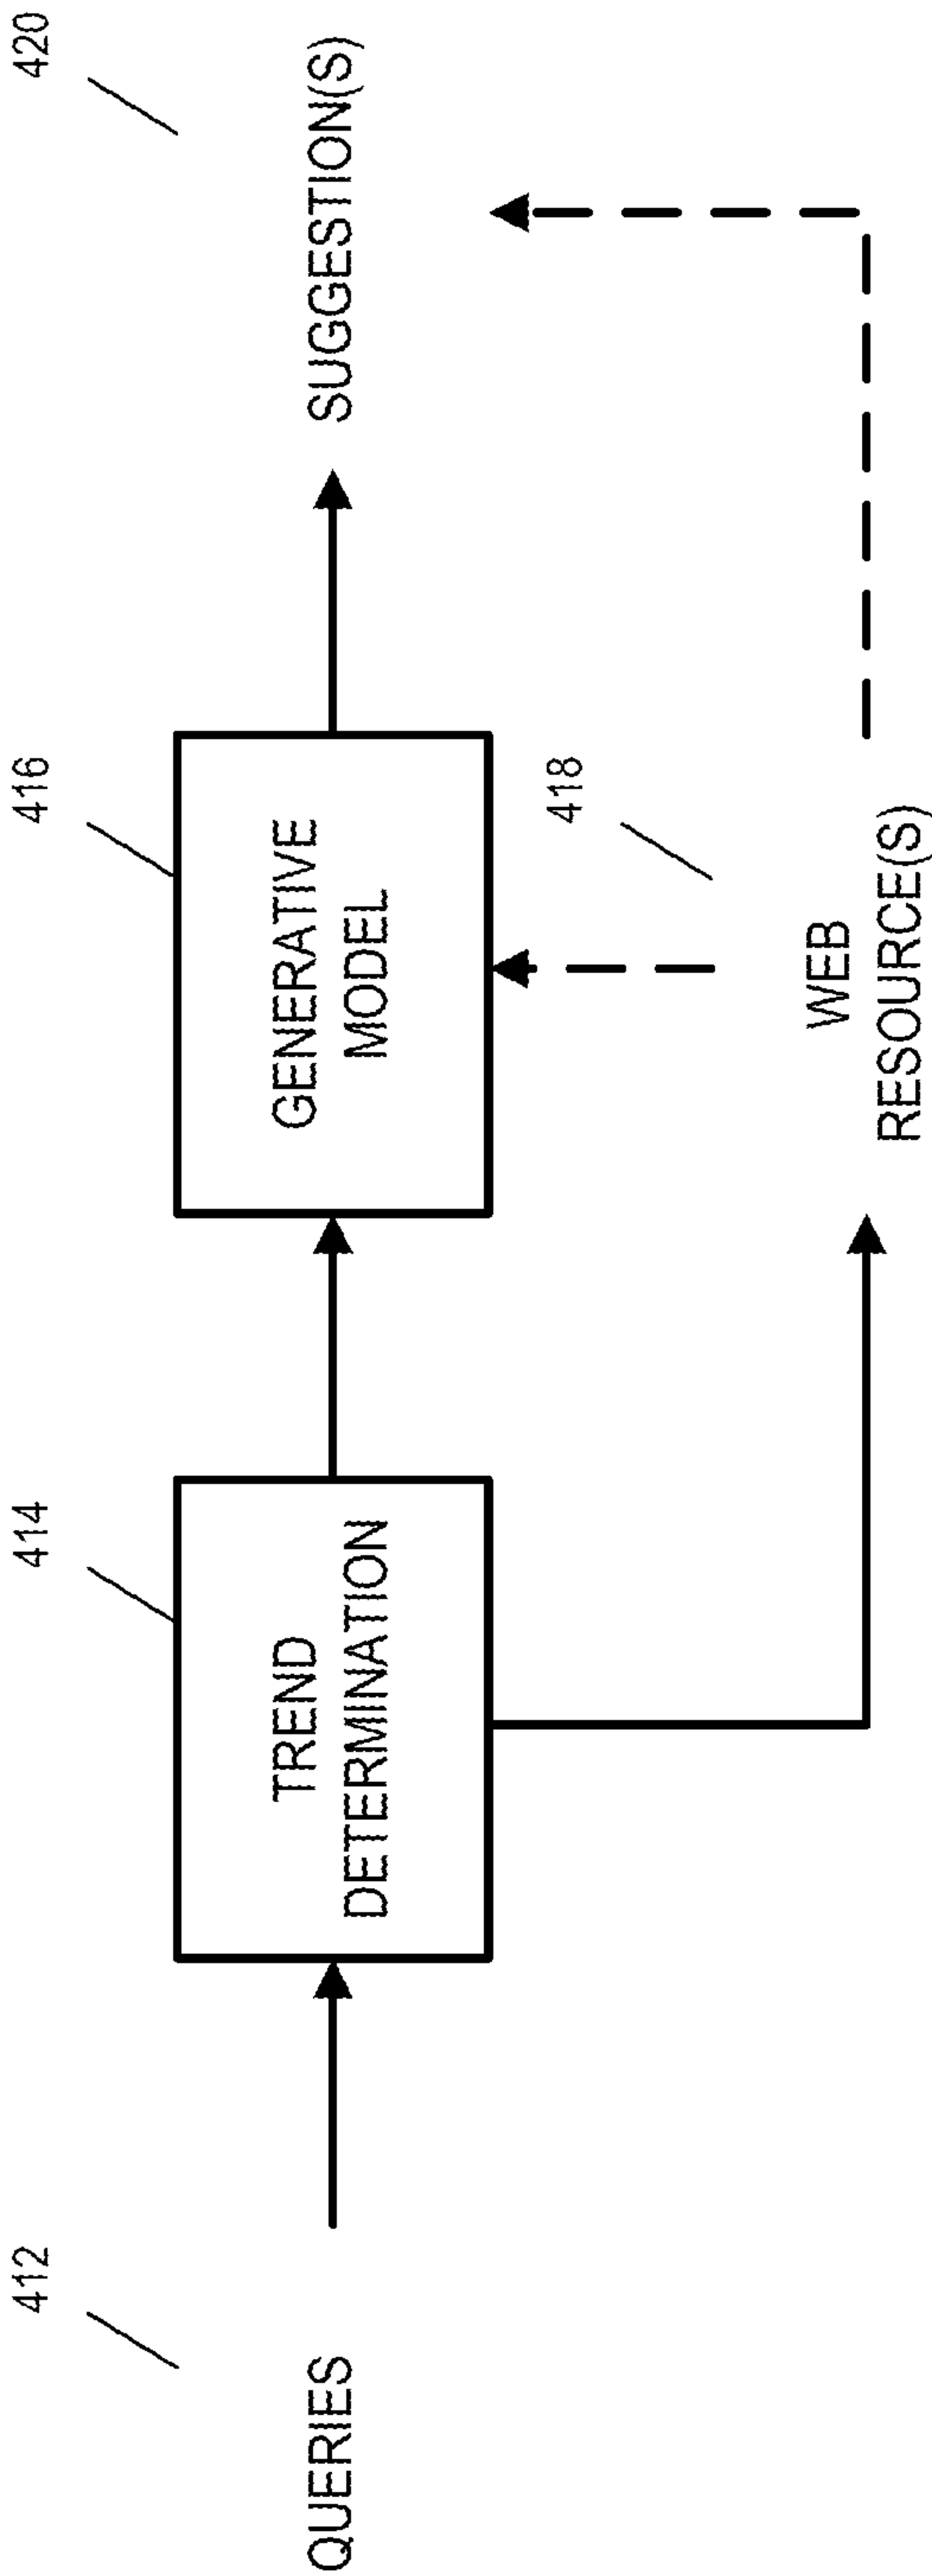 412
QUERIES
414
TREND
DETERMINATION
416
GENERATIVE
MODEL
418
WEB
RESOURCE(S)
420
SUGGESTION(S)